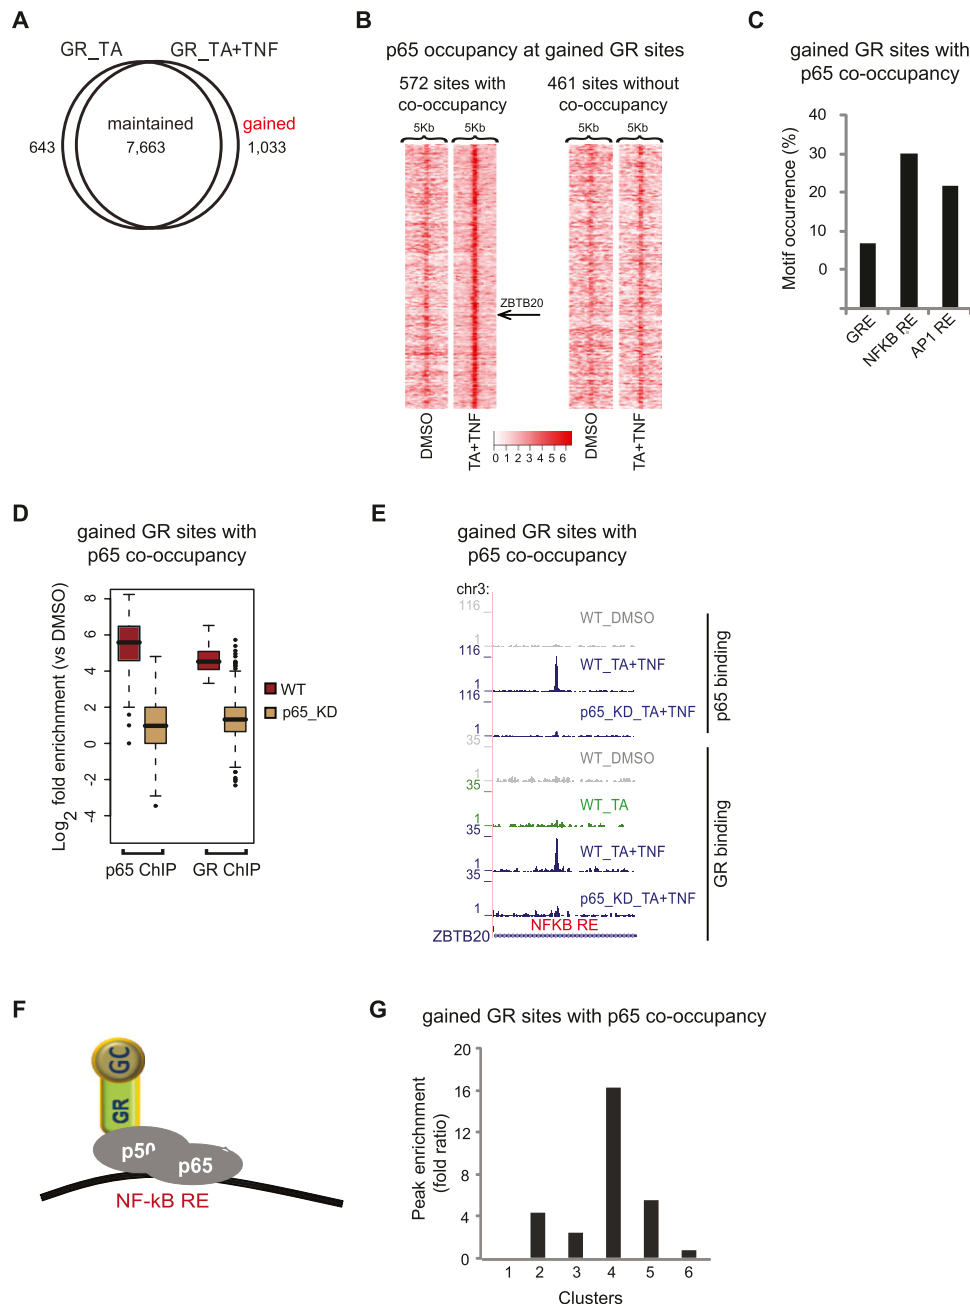 A
GR_TA
GR_TA+TNF
maintained
gained
643
7,663
1,033
B
p65 occupancy at gained GR sites
572 sites with
co-occupancy
461 sites without
co-occupancy
5Kb
5Kb
5Kb
5Kb
ZBTB20
DMSO
TA+TNF
DMSO
TA+TNF
0 1 2 3 4 5 6
C
gained GR sites with
p65 co-occupancy
Motif occurrence (%)
40
30
20
10
0
GRE
NFKB RE
AP1 RE
D
gained GR sites with
p65 co-occupancy
Log2 fold enrichnment (vs DMSO)
8
6
4
2
0
-2
-4
WT
p65_KD
p65 ChIP
GR ChIP
E
gained GR sites with
p65 co-occupancy
chr3:
116
WT_DMSO
1
116
WT_TA+TNF
1
116
p65_KD_TA+TNF
1
p65 binding
35
WT_DMSO
1
35
WT_TA
1
35
WT_TA+TNF
1
35
p65_KD_TA+TNF
1
GR binding
NFKB RE
ZBTB20
F
GC
GR
p50
p65
NF-kB RE
G
gained GR sites with p65 co-occupancy
Peak enrichnment
(fold ratio)
20
16
12
8
4
0
1 2 3 4 5 6
Clusters